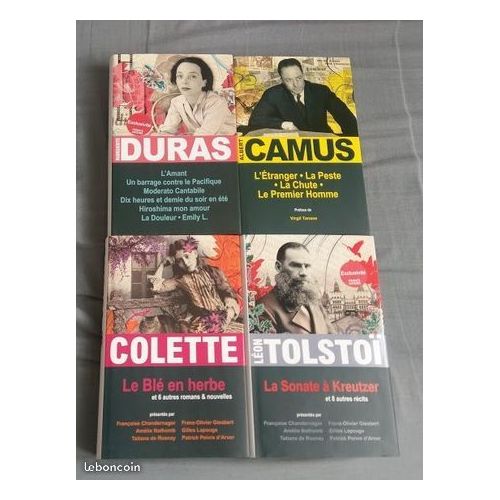 Exclusivité
MARGUERITE
DURAS
L'Amant
Un barrage contre le Pacifique
Moderato Cantabile
Dix heures et demie du soir en été
Hiroshima mon amour
La Douleur • Emily L.
ALBERT
CAMUS
L'Étranger • La Peste
• La Chute •
Le Premier Homme
Préface de
Virgil Tanase
COLETTE
Le Blé en herbe
et 6 autres romans & nouvelles
présentés par
Françoise Chandernagor
Amélie Nothomb
Tatiana de Rosnay
Franz-Olivier Giesbert
Gilles Lapouge
Patrick Poivre d'Arvor
Exclusivité
LÉON
TOLSTOÏ
La Sonate à Kreutzer
et 8 autres récits
présentés par
Françoise Chandernagor
Amélie Nothomb
Tatiana de Rosnay
Franz-Olivier Giesbert
Gilles Lapouge
Patrick Poivre d'Arvor
leboncoin